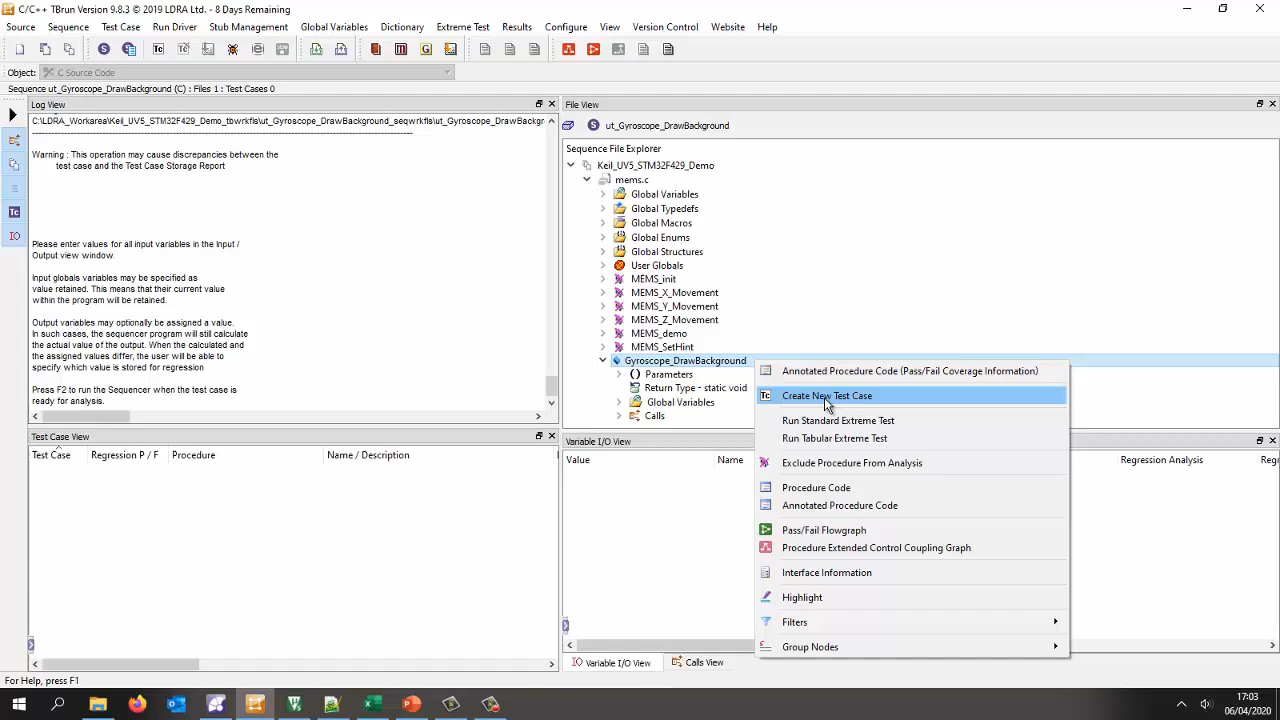 C/C++ TBrun Version 9.8.3 © 2019 LDRA Ltd. - 8 Days Remaining
Source Sequence Test Case Run Driver Stub Management Global Variables Dictionary Extreme Test Results Configure View Version Control Website Help
Object: C Source Code
Sequence ut_Gyroscope_DrawBackground (C) : Files 1 : Test Cases 0
Log View
C:\LDRA_Workarea\Keil_UV5_STM32F429_Demo_tbwrkfls\ut_Gyroscope_DrawBackground_seqwrkfls\ut_Gyroscope_DrawBackgr
Warning : This operation may cause discrepancies between the
test case and the Test Case Storage Report
Please enter values for all input variables in the Input /
Output view window.
Input globals variables may be specified as
value retained. This means that their current value
within the program will be retained.
Output variables may optionally be assigned a value.
In such cases, the sequencer program will still calculate
the actual value of the output. When the calculated and
the assigned values differ, the user will be able to
specify which value is stored for regression
Press F2 to run the Sequencer when the test case is
ready for analysis.
File View
S ut_Gyroscope_DrawBackground
Sequence File Explorer
Keil_UV5_STM32F429_Demo
mems.c
Global Variables
Global Typedefs
Global Macros
Global Enums
Global Structures
User Globals
MEMS_init
MEMS_X_Movement
MEMS_Y_Movement
MEMS_Z_Movement
MEMS_demo
MEMS_SetHint
Gyroscope_DrawBackground
() Parameters
Return Type - static void
Global Variables
Calls
Annotated Procedure Code (Pass/Fail Coverage Information)
Tc Create New Test Case
Run Standard Extreme Test
Run Tabular Extreme Test
Exclude Procedure From Analysis
Procedure Code
Annotated Procedure Code
Pass/Fail Flowgraph
Procedure Extended Control Coupling Graph
Interface Information
Highlight
Filters
Group Nodes
Test Case View
Test Case Regression P / F Procedure Name / Description
Variable I/O View
Value Name Regression Analysis Regr
IO Variable I/O View Calls View
For Help, press F1
17:03
06/04/2020